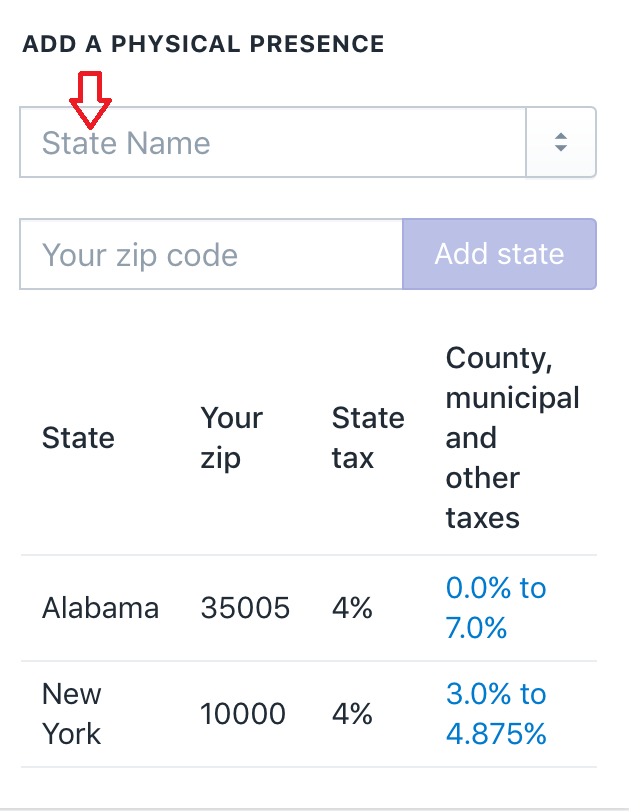 ADD A PHYSICAL PRESENCE
State Name
Your zip code
Add state
State
Your
zip
State
tax
County,
municipal
and
other
taxes
Alabama
35005
4%
0.0% to
7.0%
New
York
10000
4%
3.0% to
4.875%